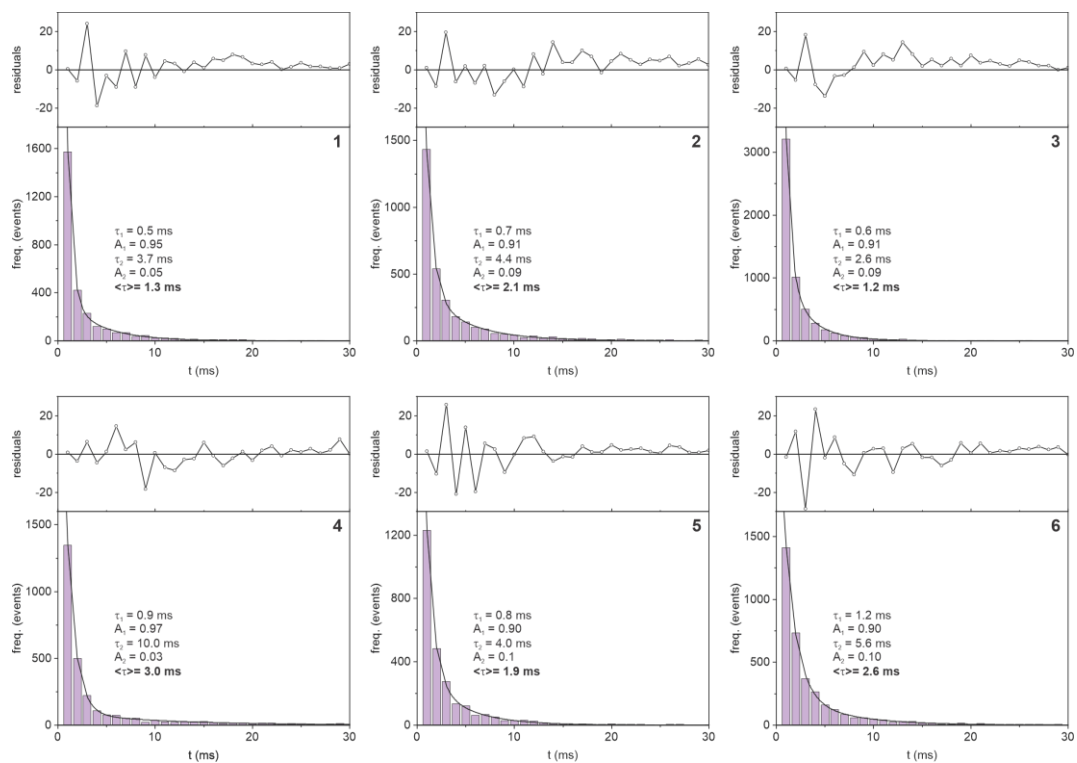 20
0
-20
residuals
1
1600
1200
800
400
0
freq. (events)
τ₁ = 0.5 ms
A₁ = 0.95
τ₂ = 3.7 ms
A₂ = 0.05
<τ>= 1.3 ms
0 10 20 30
t (ms)
20
0
-20
residuals
2
1500
1000
500
0
freq. (events)
τ₁ = 0.7 ms
A₁ = 0.91
τ₂ = 4.4 ms
A₂ = 0.09
<τ>= 2.1 ms
0 10 20 30
t (ms)
20
0
-20
residuals
3
3000
2000
1000
0
freq. (events)
τ₁ = 0.6 ms
A₁ = 0.91
τ₂ = 2.6 ms
A₂ = 0.09
<τ>= 1.2 ms
0 10 20 30
t (ms)
20
0
-20
residuals
4
1500
1000
500
0
freq. (events)
τ₁ = 0.9 ms
A₁ = 0.97
τ₂ = 10.0 ms
A₂ = 0.03
<τ>= 3.0 ms
0 10 20 30
t (ms)
20
0
-20
residuals
5
1200
800
400
0
freq. (events)
τ₁ = 0.8 ms
A₁ = 0.90
τ₂ = 4.0 ms
A₂ = 0.1
<τ>= 1.9 ms
0 10 20 30
t (ms)
20
0
-20
residuals
6
1500
1000
500
0
freq. (events)
τ₁ = 1.2 ms
A₁ = 0.90
τ₂ = 5.6 ms
A₂ = 0.10
<τ>= 2.6 ms
0 10 20 30
t (ms)